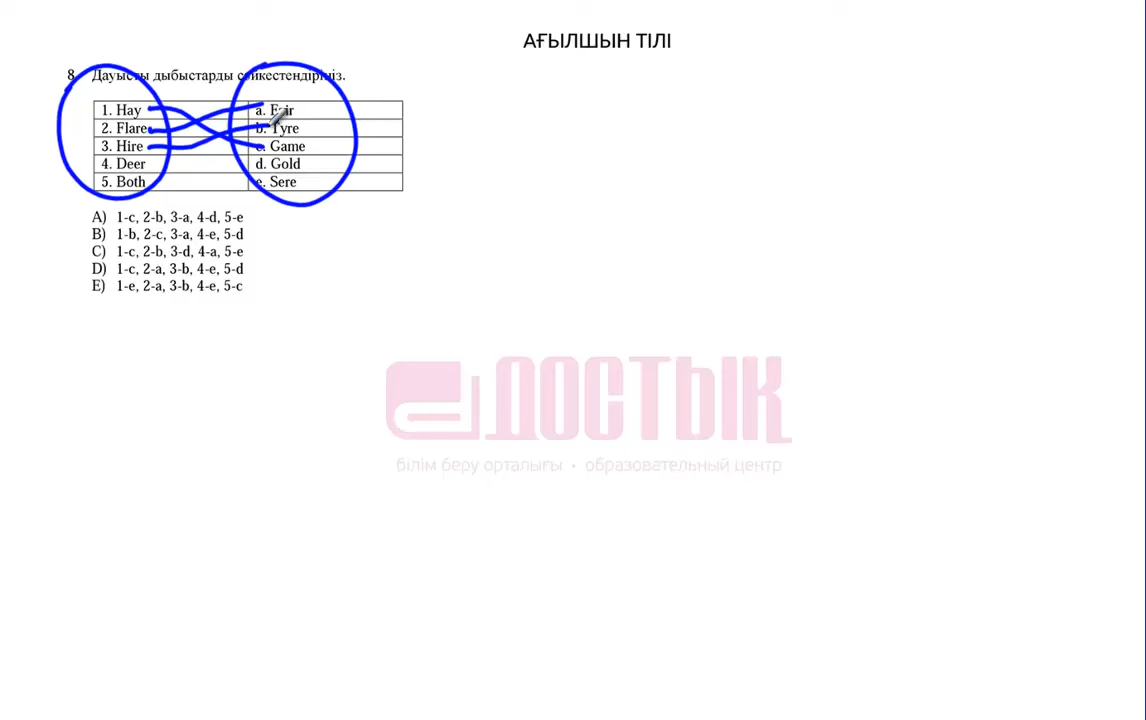 АҒЫЛШЫН ТІЛІ
8. Дауысты дыбыстарды сәйкестендіріңіз.
1. Hay a. Fair
2. Flare b. Tyre
3. Hire c. Game
4. Deer d. Gold
5. Both e. Sere
A) 1-c, 2-b, 3-a, 4-d, 5-e
B) 1-b, 2-c, 3-a, 4-e, 5-d
C) 1-c, 2-b, 3-d, 4-a, 5-e
D) 1-c, 2-a, 3-b, 4-e, 5-d
E) 1-e, 2-a, 3-b, 4-e, 5-c
ДОСТЫҚ
білім беру орталығы • образовательный центр